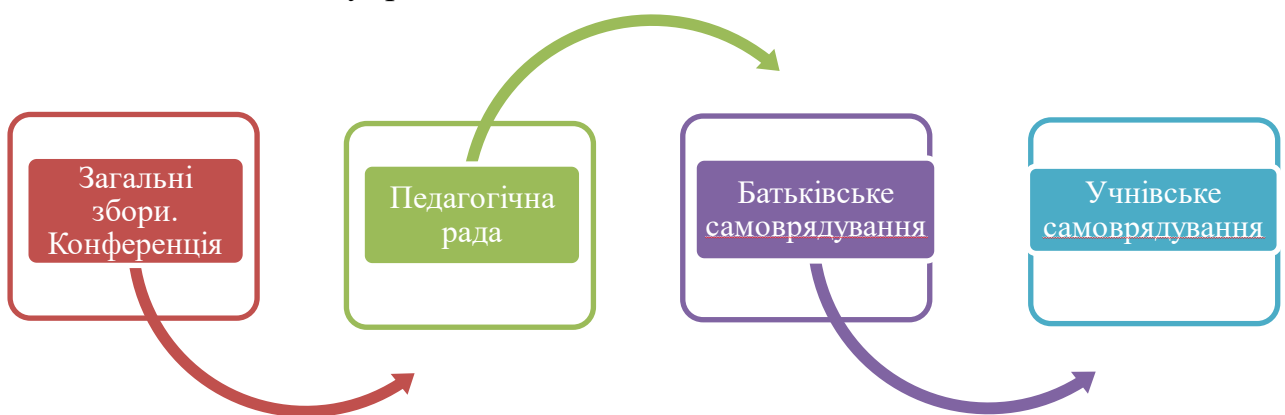 Загальні
збори.
Конференція
Педагогічна
рада
Батьківське
самоврядування
Учнівське
самоврядування